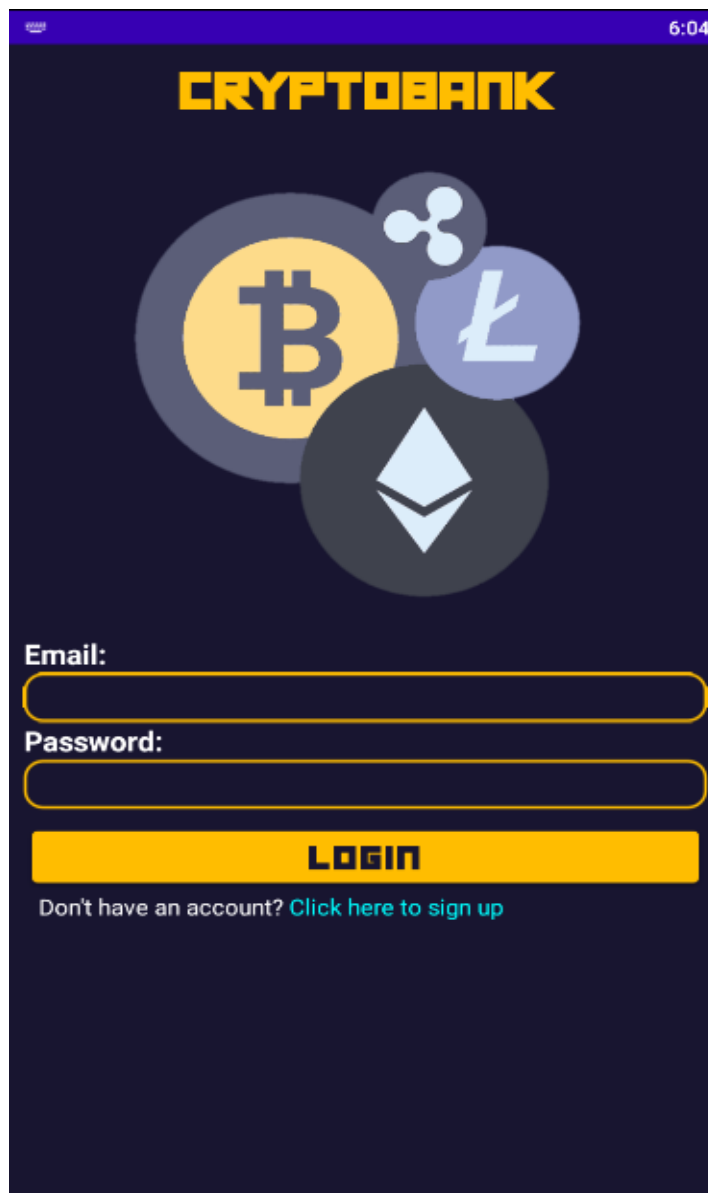 6:04
CRYPTOBANK
Email:
Password:
LOGIN
Don't have an account? Click here to sign up